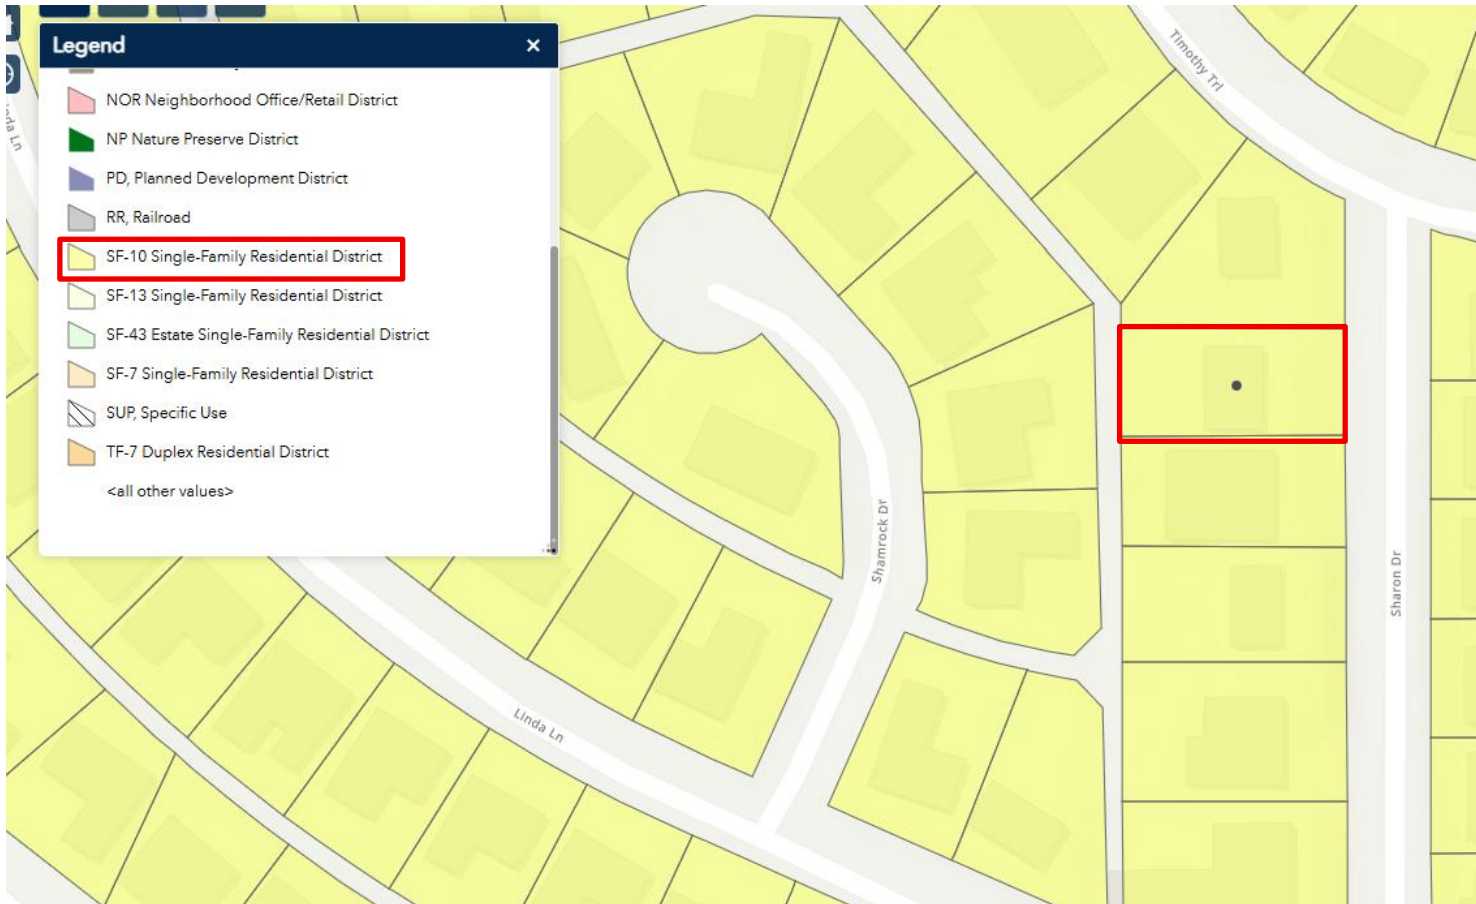 Legend
NOR Neighborhood Office/Retail District
NP Nature Preserve District
PD, Planned Development District
RR, Railroad
SF-10 Single-Family Residential District
SF-13 Single-Family Residential District
SF-43 Estate Single-Family Residential District
SF-7 Single-Family Residential District
SUP, Specific Use
TF-7 Duplex Residential District
<all other values>
Timothy Trl
Shamrock Dr
Sharon Dr
Linda Ln